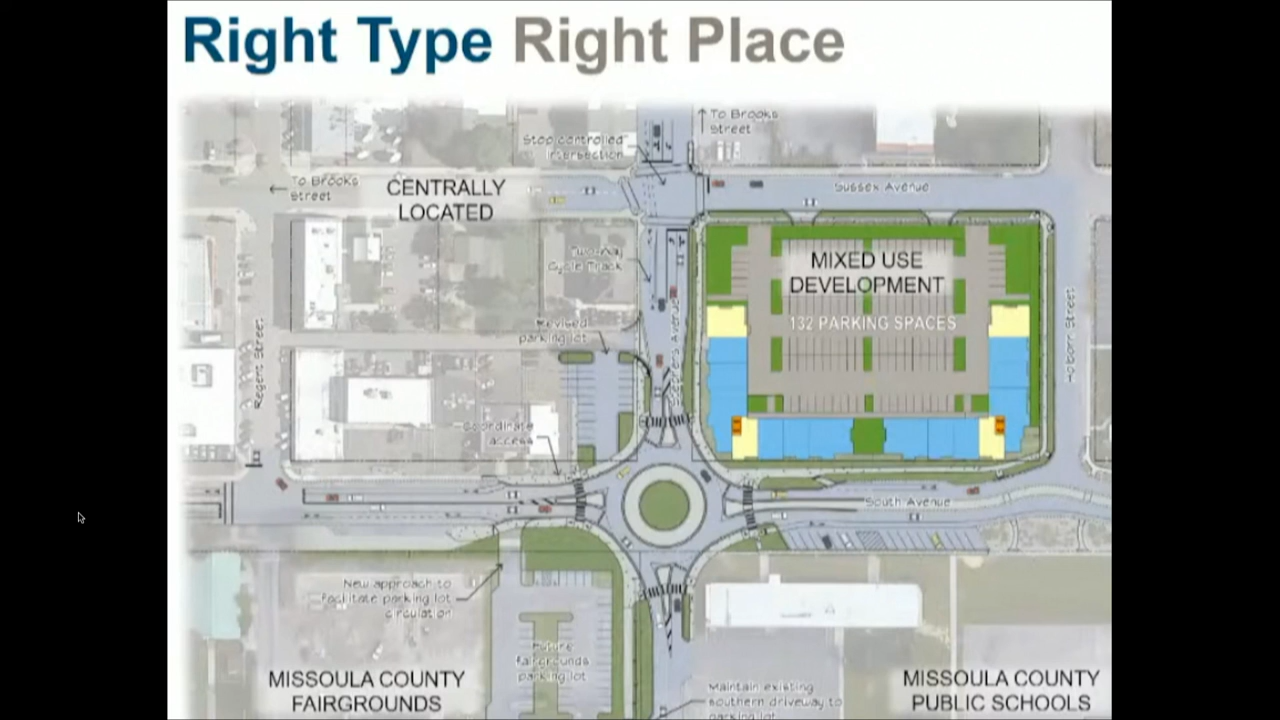 Right Type Right Place
To Brooks
Street
Stop controlled
intersection
To Brooks
Street
CENTRALLY
LOCATED
Sussex Avenue
Two-way
Cycle Track
MIXED USE
DEVELOPMENT
132 PARKING SPACES
Revised
parking lot
Stephens Avenue
Regent Street
Holborn Street
Coordinate
access
South Avenue
New approach to
facilitate parking lot
circulation
Future
fairgrounds
parking lot
MISSOULA COUNTY
FAIRGROUNDS
MISSOULA COUNTY
PUBLIC SCHOOLS
Maintain existing
southern driveway to
parking lot